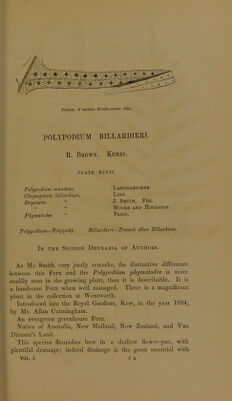 Portion of mature frond—under side.
POLYPODIUM BILLARDIERI.
R. BROWN. KUNZE.
PLATE XLVII.
Polypodium scandens, LABILLARDIERE.
Chrysopteris billardieri, LINK.
Drynaria " J. SMITH. FEE.
" " MOORE AND HOULSTON.
Phymatodes " PRESL.
Polypodium—Polypody. Billardieri—Named after Billardiere.
IN THE SECTION DRYNARIA OF AUTHORS.
As Mr. Smith very justly remarks, the distinctive difference
between this Fern and the Polypodium phymatodes is more
readily seen in the growing plant, than it is describable. It is
a handsome Fern when well managed. There is a magnificent
plant in the collection at Wentworth.
Introduced into the Royal Gardens, Kew, in the year 1824,
by Mr. Allan Cunningham.
An evergreen greenhouse Fern.
Native of Australia, New Holland, New Zealand, and Van
Diemen's Land.
This species flourishes best in a shallow flower-pan, with
plentiful drainage; indeed drainage is the great essential with
VOL. I. 2 A